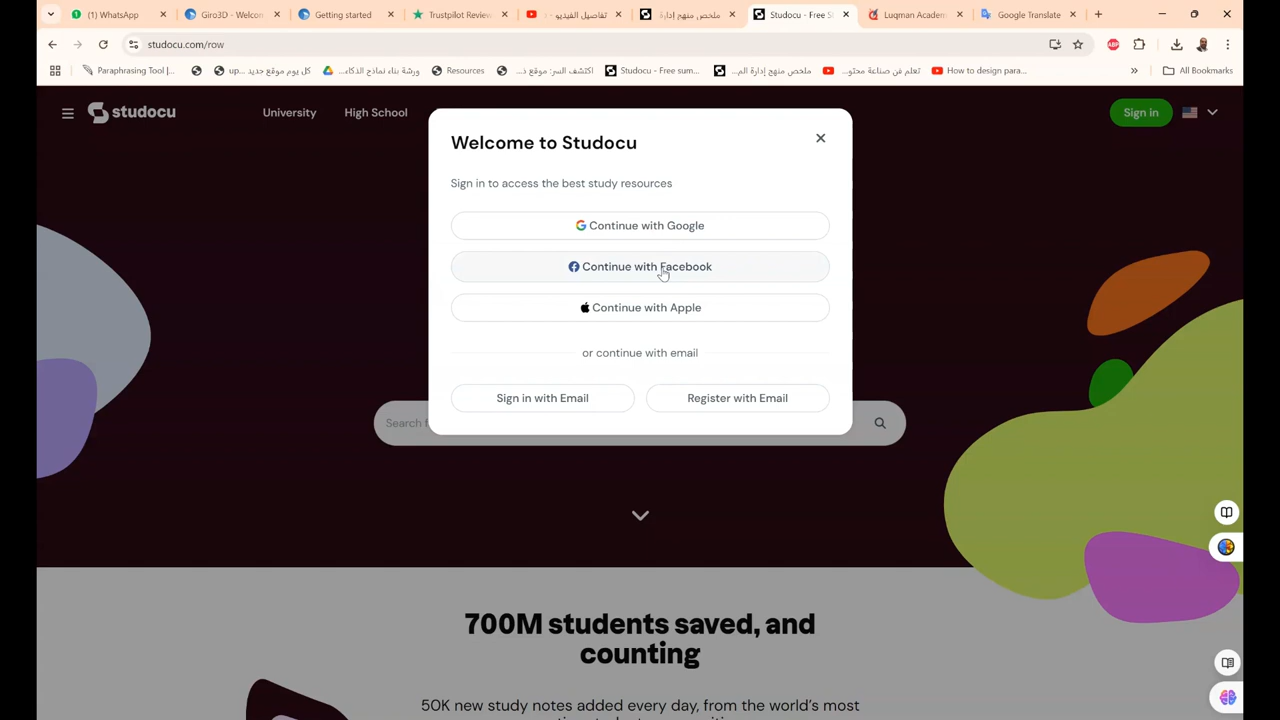 (1) WhatsApp
Giro3D - Welcom
Getting started
Trustpilot Review
تفاصيل الفيديو
ملخص منهج إدارة
Studocu - Free S
Luqman Academ
Google Translate
studocu.com/row
ABP
Paraphrasing Tool |...
كل يوم موقع جديد ...up
ورشة بناء نماذج الذكاء...
Resources
اكتشف السر: موقع ذ...
Studocu - Free sum...
ملخص منهج إدارة الم...
تعلم فن صناعة محتو...
How to design para...
All Bookmarks
studocu
University
High School
Sign in
Welcome to Studocu
Sign in to access the best study resources
Continue with Google
Continue with Facebook
Continue with Apple
or continue with email
Sign in with Email
Register with Email
Search f
700M students saved, and
counting
50K new study notes added every day, from the world's most